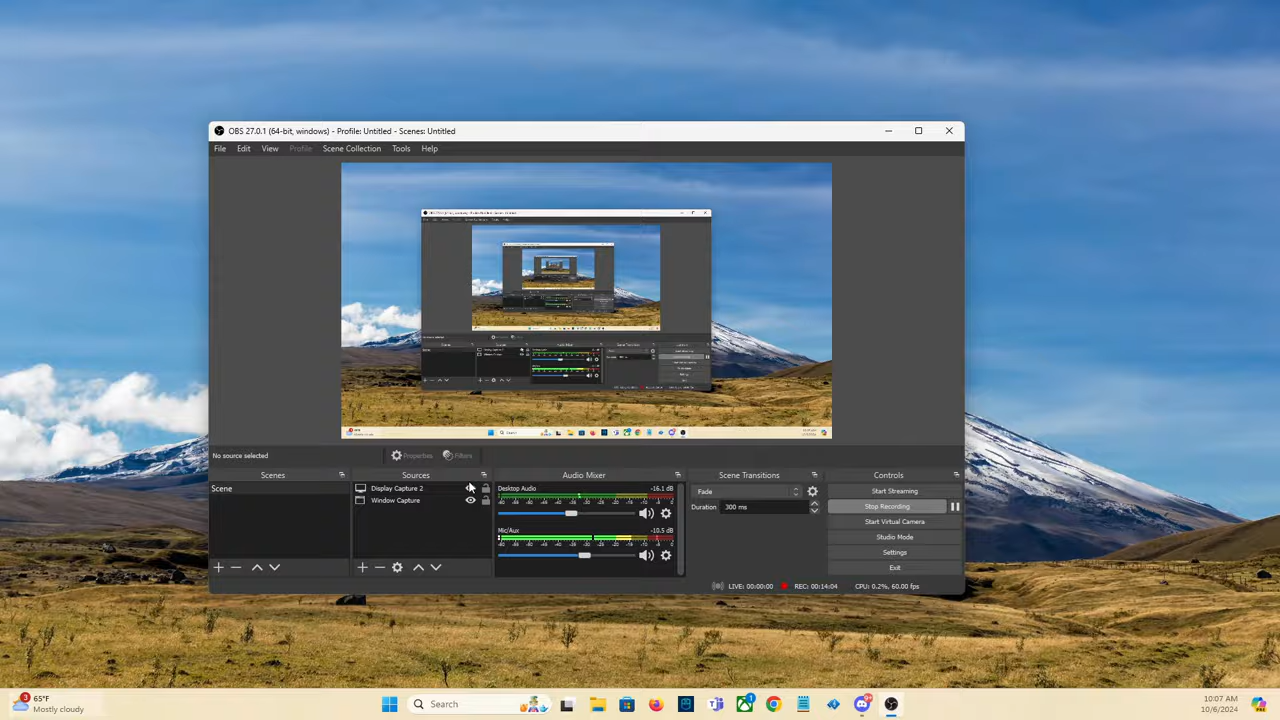 OBS 27.0.1 (64-bit, windows) - Profile: Untitled - Scenes: Untitled
File Edit View Profile Scene Collection Tools Help
No source selected Properties Filters
Scenes Sources Audio Mixer Scene Transitions Controls
Scene
Display Capture 2
Window Capture
Desktop Audio -16.1 dB
Mic/Aux -10.5 dB
Fade
Duration 300 ms
Start Streaming
Stop Recording
Start Virtual Camera
Studio Mode
Settings
Exit
LIVE: 00:00:00 REC: 00:14:04 CPU: 0.2%, 60.00 fps
3
65°F
Mostly cloudy
Search
1
10:07 AM
10/6/2024